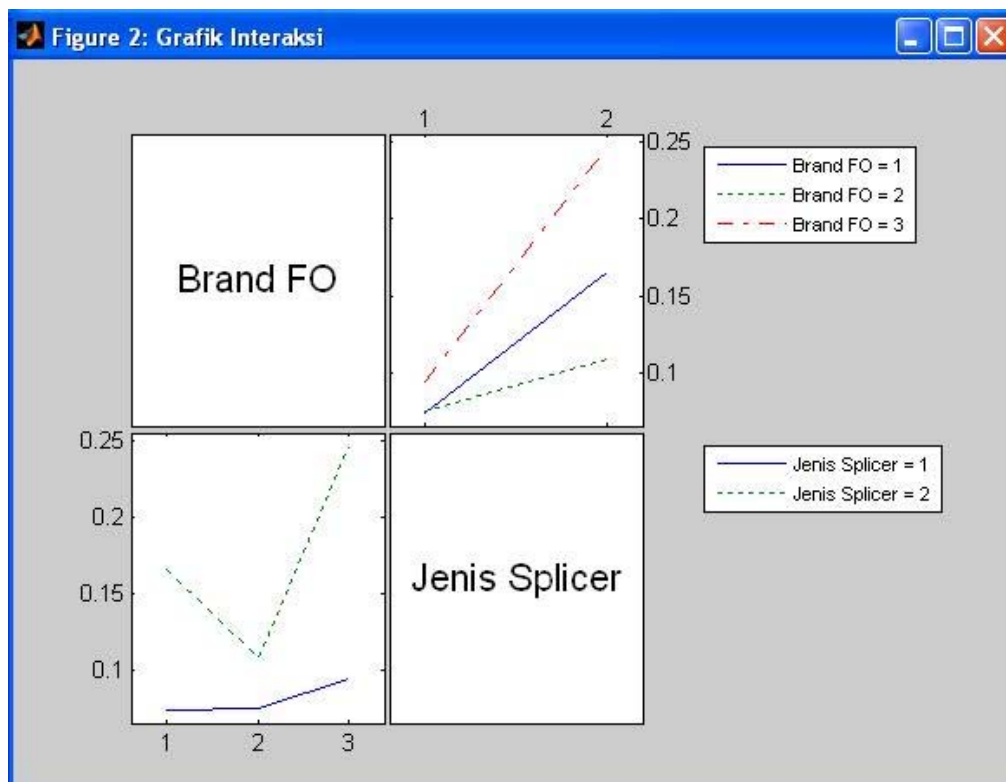 Figure 2: Grafik Interaksi
1 2
Brand FO
0.25
0.2
0.15
0.1
Brand FO = 1
Brand FO = 2
Brand FO = 3
0.25
0.2
0.15
0.1
1 2 3
Jenis Splicer
Jenis Splicer = 1
Jenis Splicer = 2